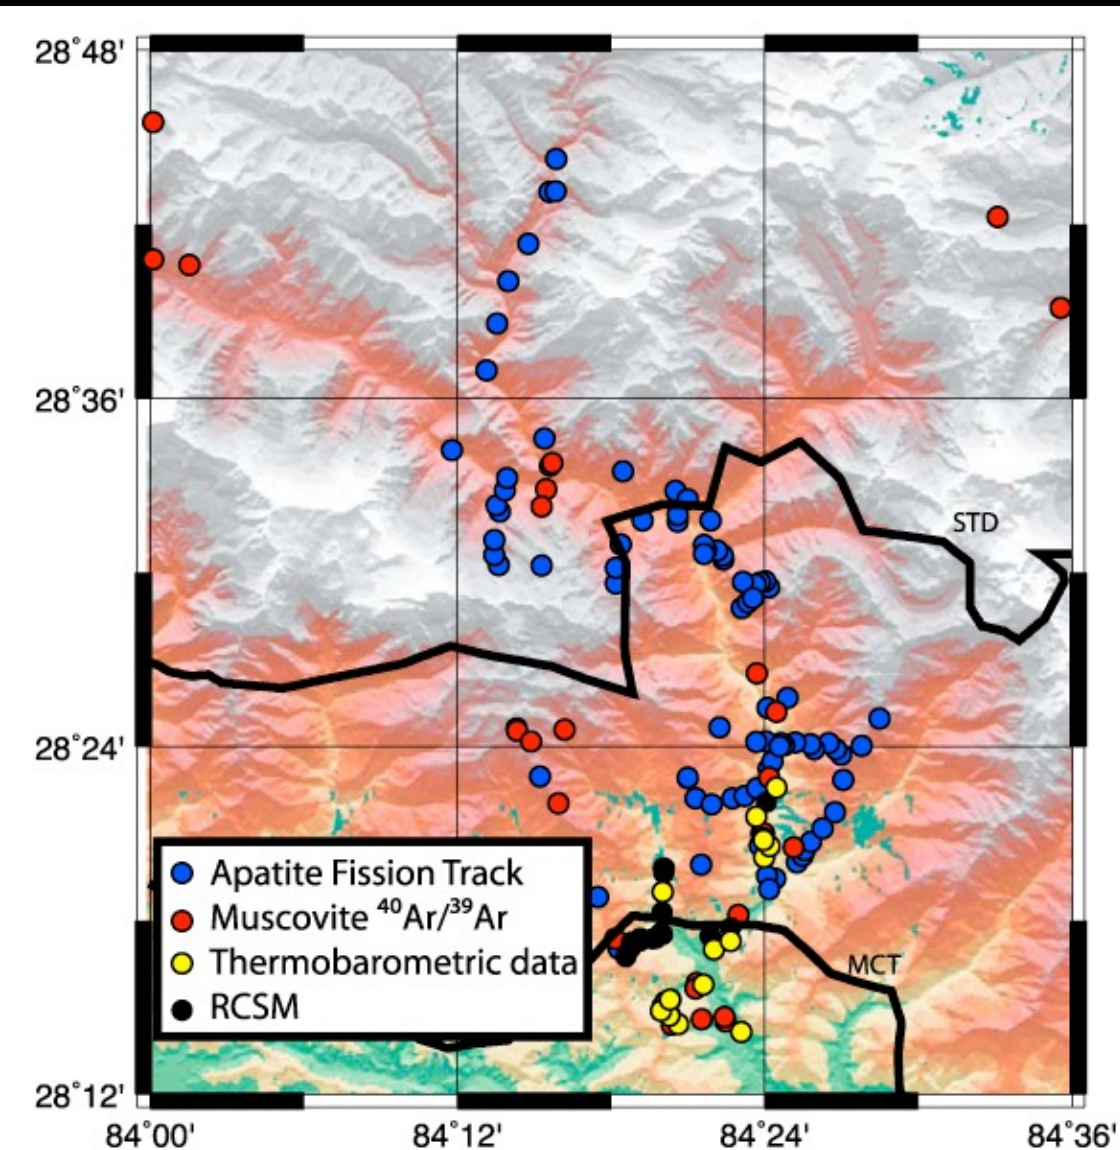 28°48'
28°36'
STD
28°24'
Apatite Fission Track
Muscovite ⁴⁰Ar/³⁹Ar
Thermobarometric data
RCSM
MCT
28°12'
84°00' 84°12' 84°24' 84°36'